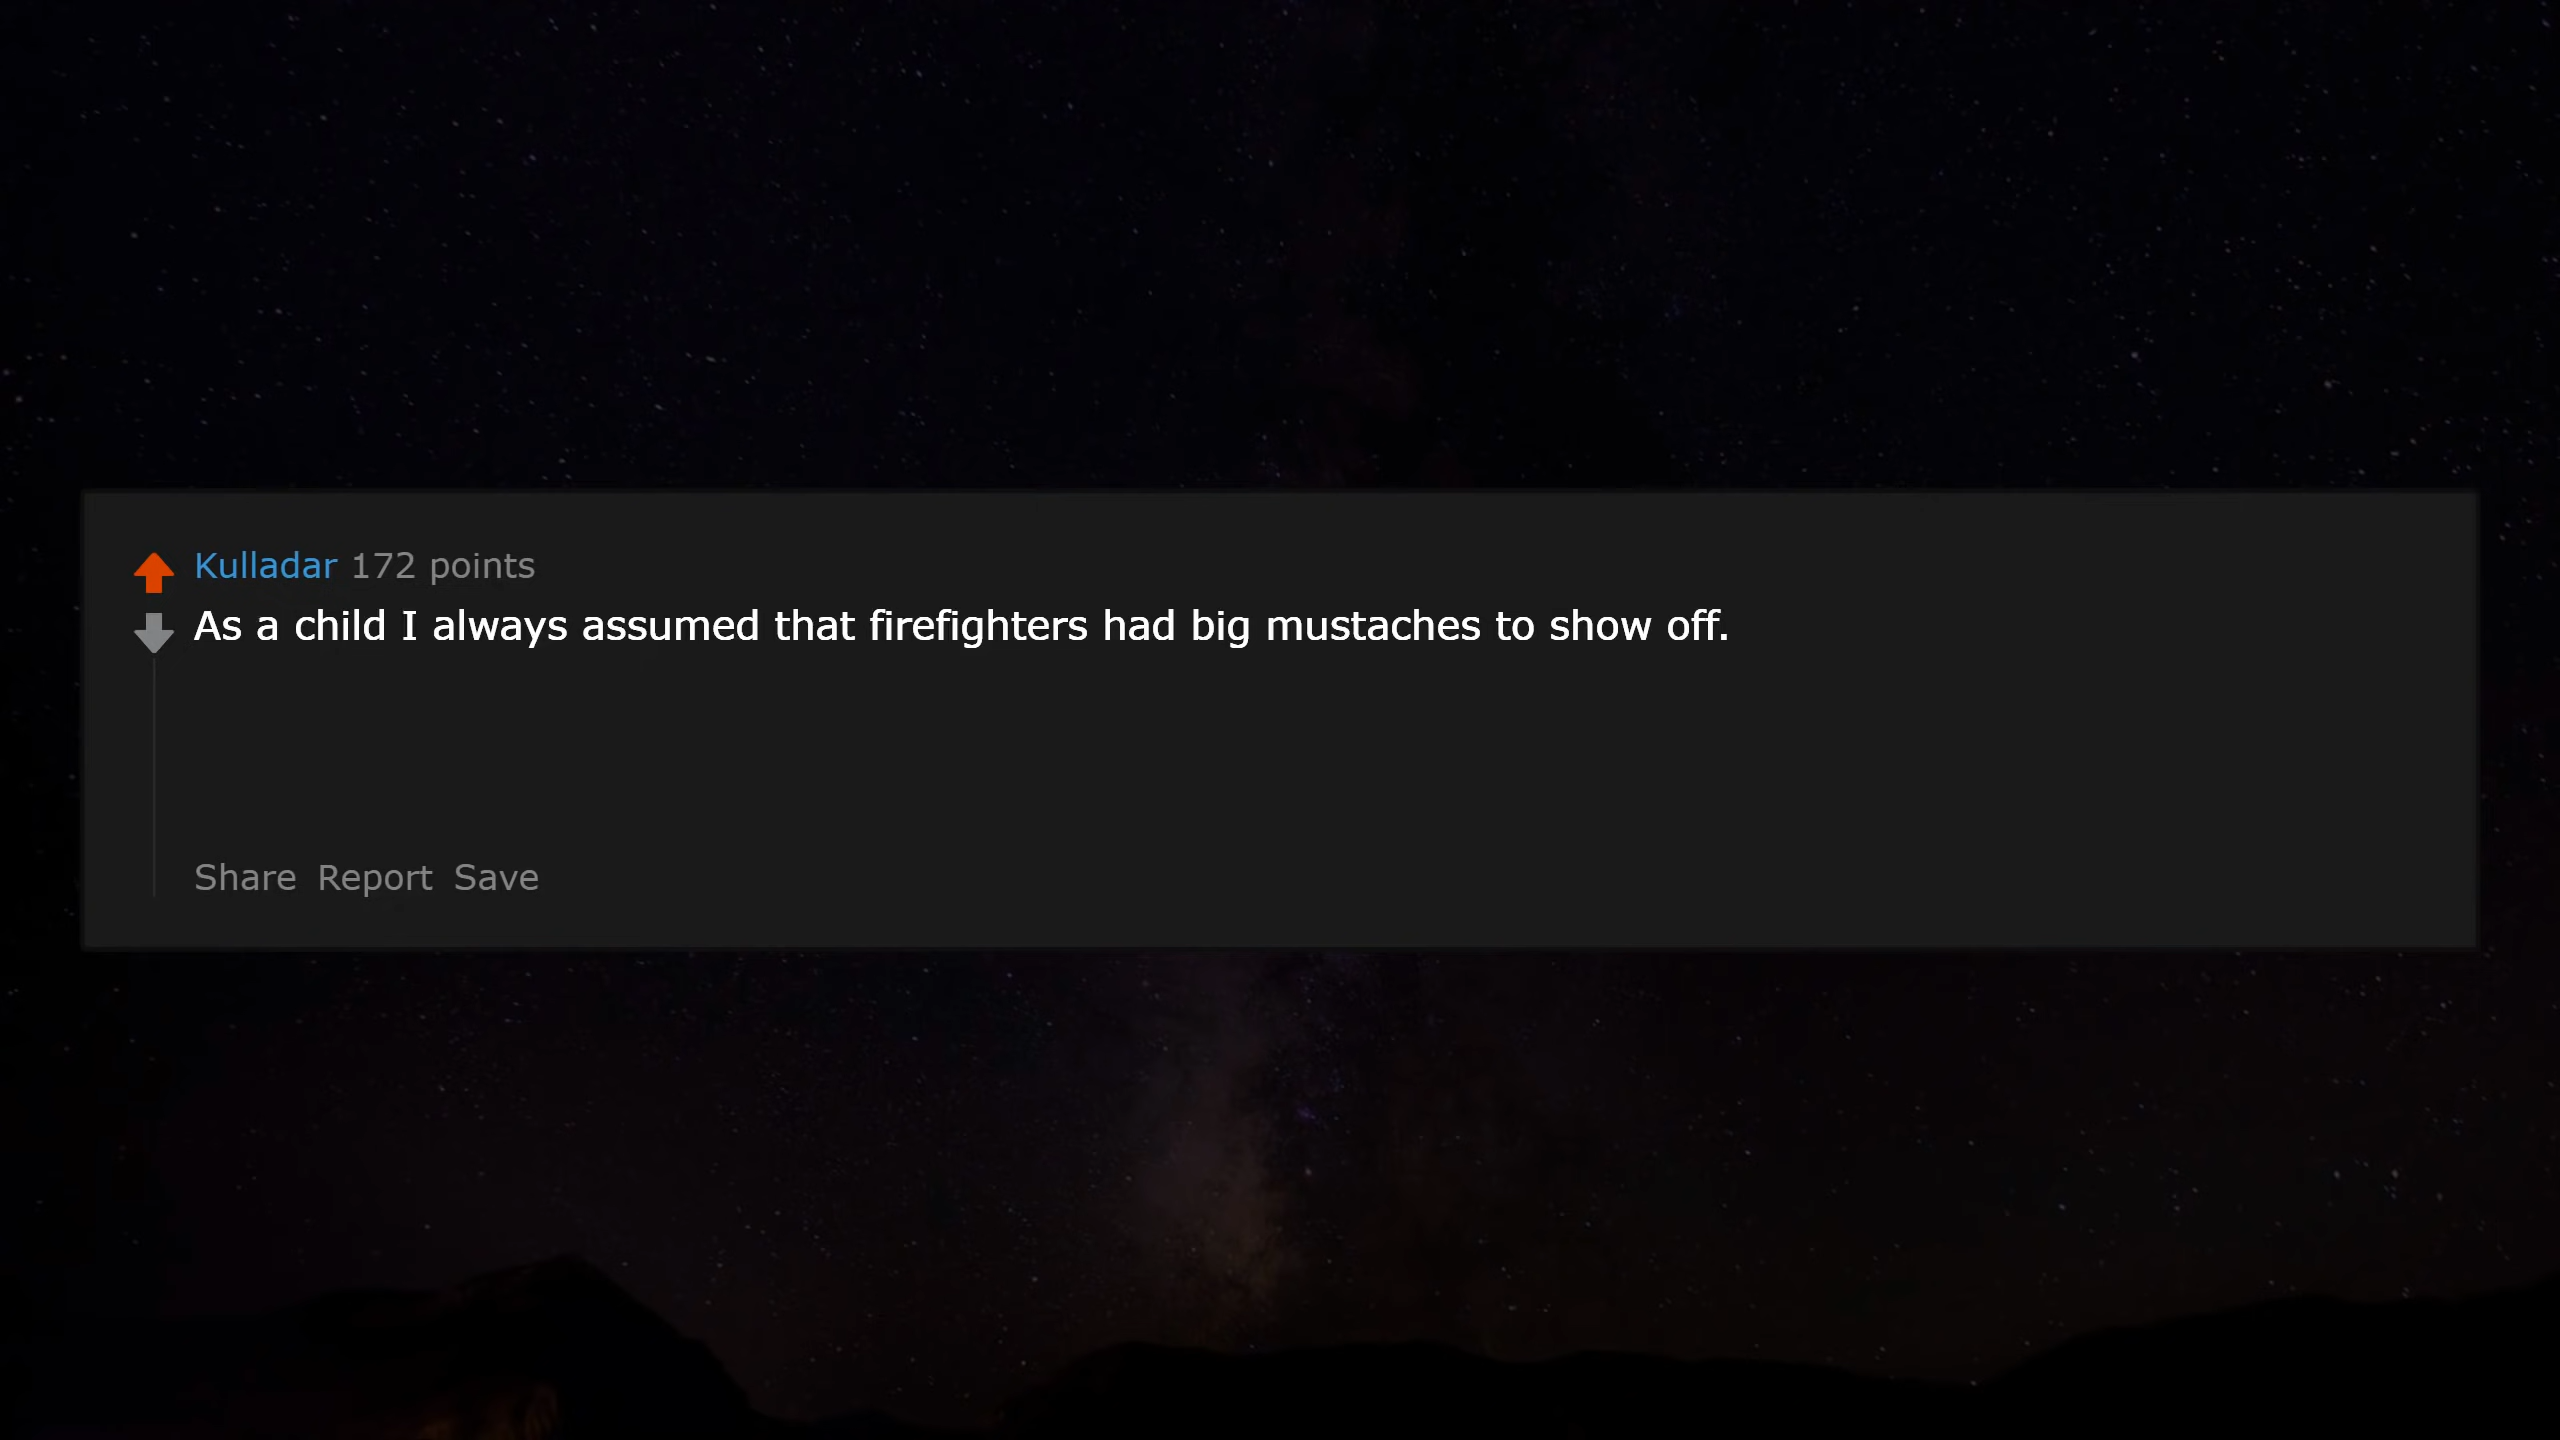 Kulladar 172 points
As a child I always assumed that firefighters had big mustaches to show off.
Share Report Save